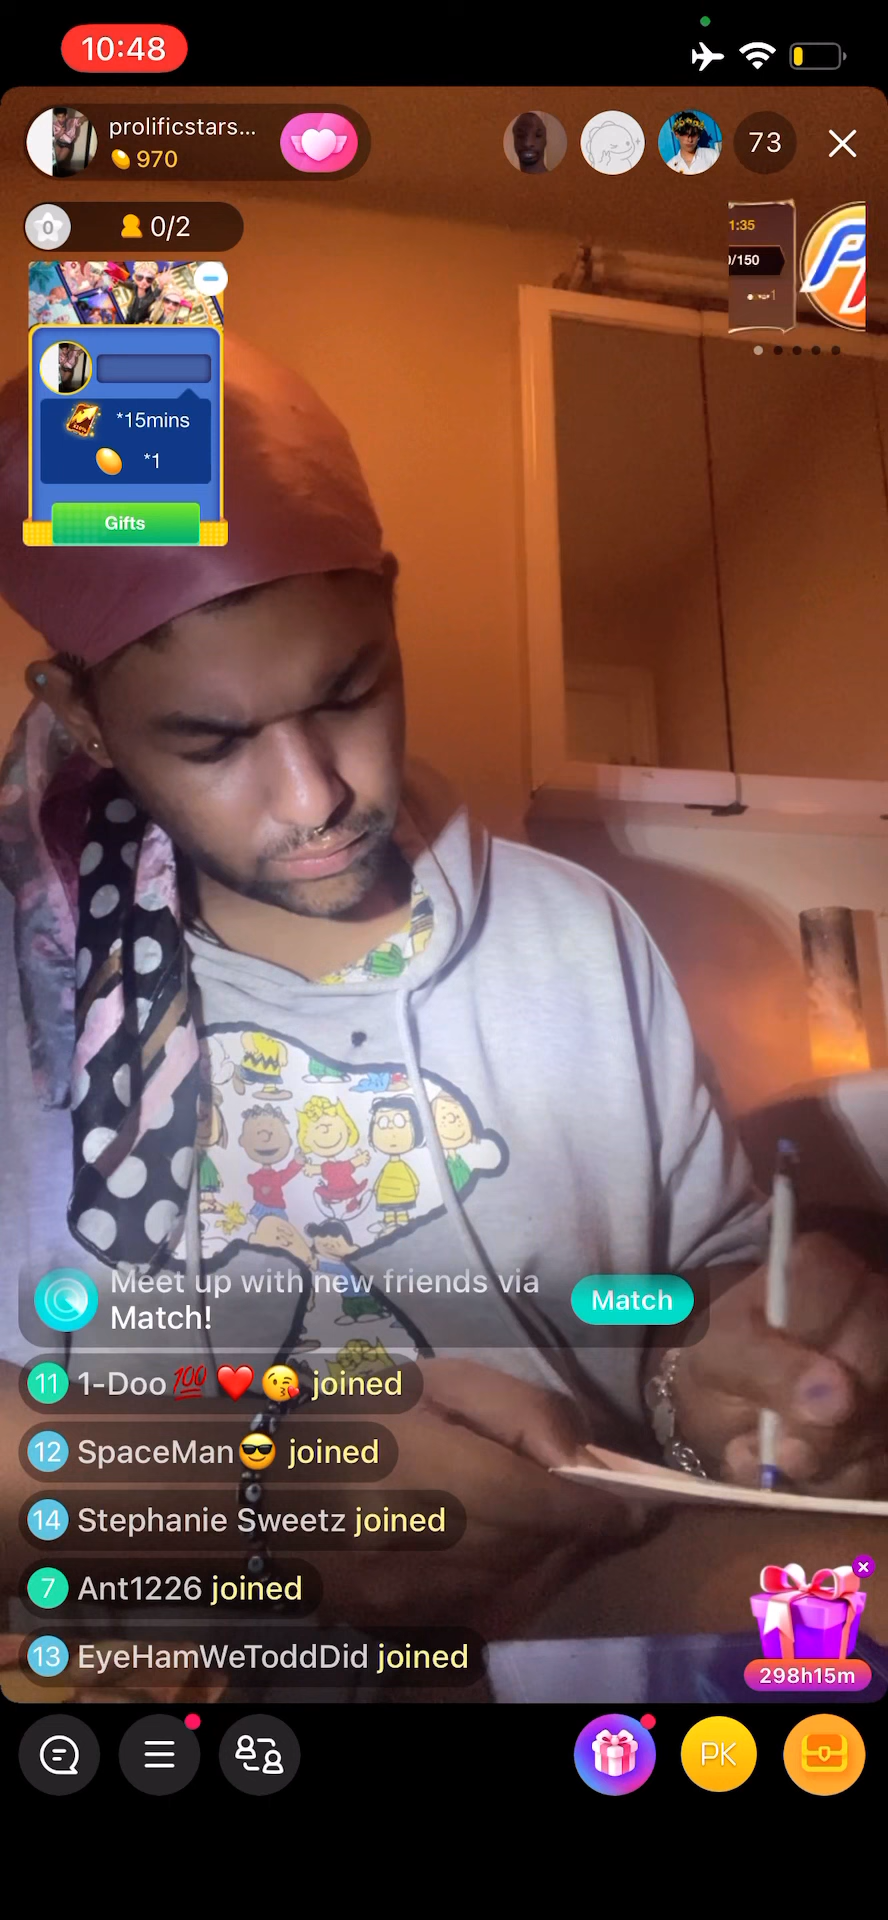 10:48
prolificstars...
970
73
0
0/2
1:35
0/150
*15mins
*1
Gifts
Meet up with new friends via
Match!
Match
11 1-Doo💯❤️😘 joined
12 SpaceMan😎 joined
14 Stephanie Sweetz joined
7 Ant1226 joined
13 EyeHamWeToddDid joined
298h15m
PK